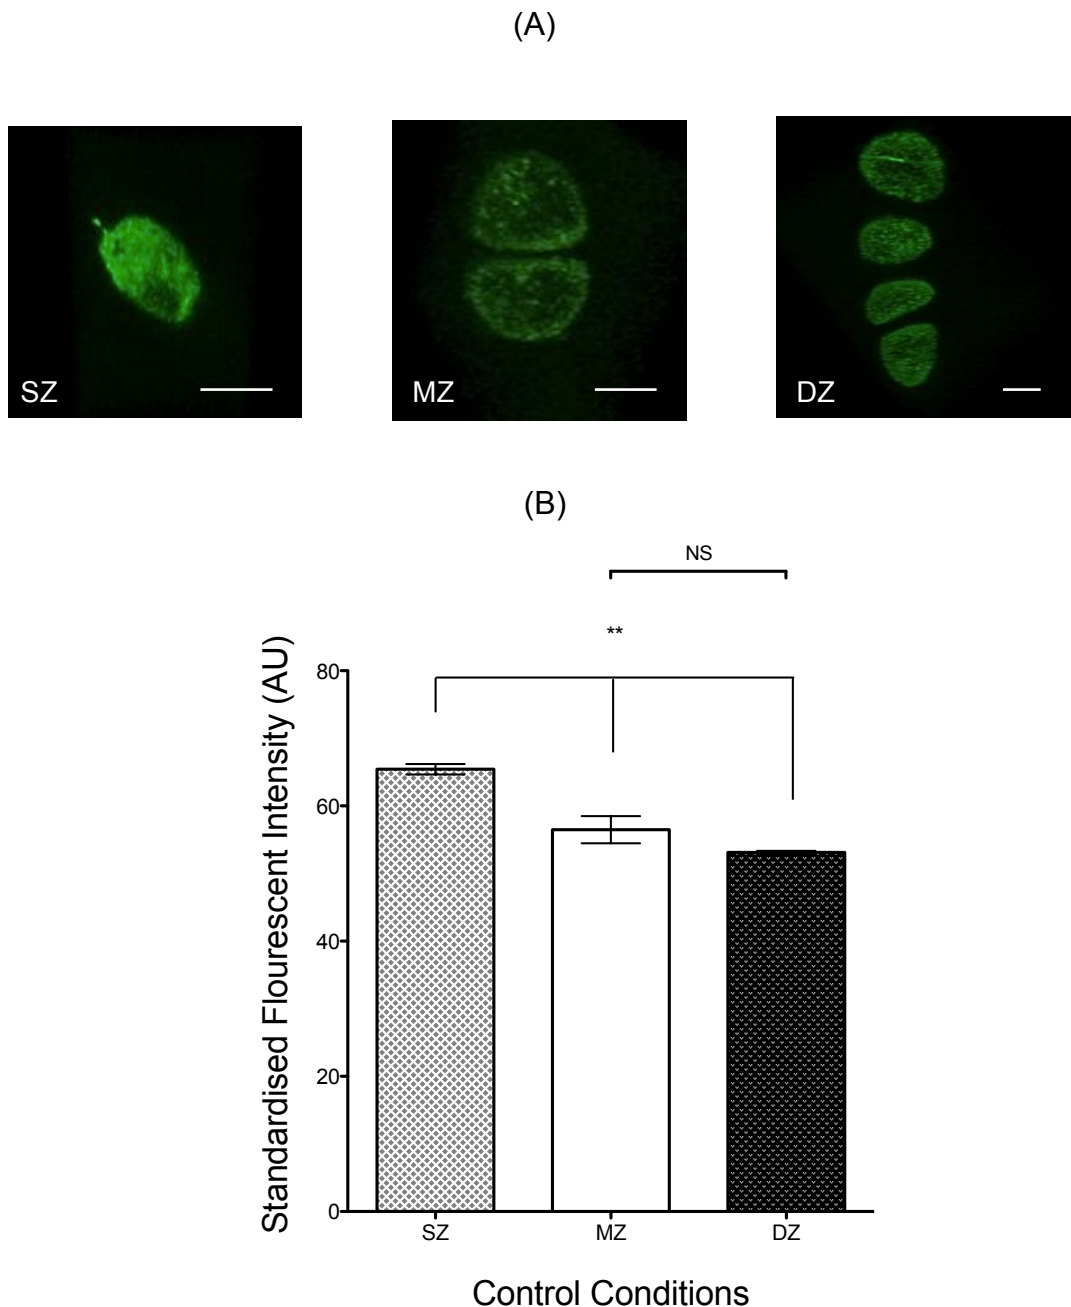 (A)
SZ
MZ
DZ
(B)
NS
**
Standardised Flourescent Intensity (AU)
80
60
40
20
0
SZ
MZ
DZ
Control Conditions